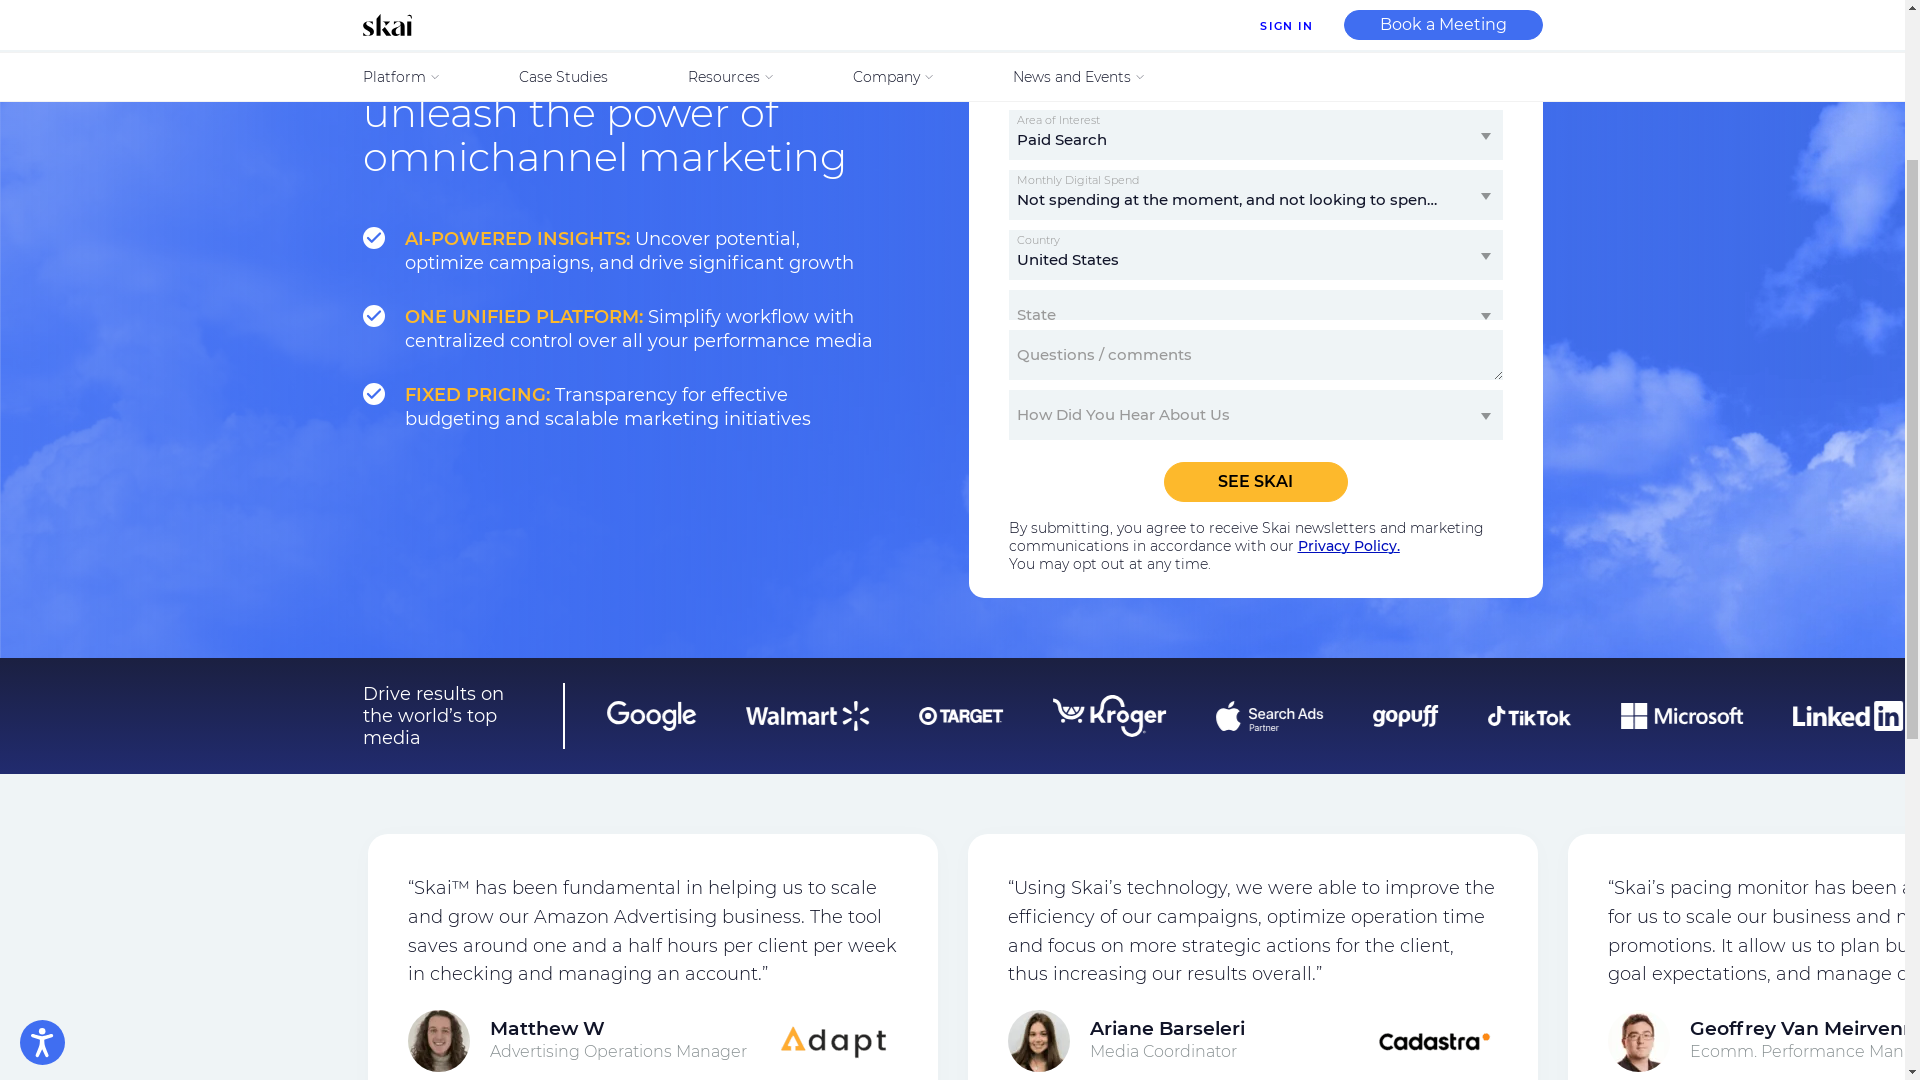 skai
SIGN IN
Book a Meeting
Platform
Case Studies
Resources
Company
News and Events
unleash the power of
omnichannel marketing
AI-POWERED INSIGHTS: Uncover potential,
optimize campaigns, and drive significant growth
ONE UNIFIED PLATFORM: Simplify workflow with
centralized control over all your performance media
FIXED PRICING: Transparency for effective
budgeting and scalable marketing initiatives
Area of Interest
Paid Search
Monthly Digital Spend
Not spending at the moment, and not looking to spen...
Country
United States
State
Questions / comments
How Did You Hear About Us
SEE SKAI
By submitting, you agree to receive Skai newsletters and marketing
communications in accordance with our Privacy Policy.
You may opt out at any time.
Drive results on
the world’s top
media
Google
Walmart
TARGET
Kroger
Search Ads
Partner
gopuff
TikTok
Microsoft
Linked in
“Skai™ has been fundamental in helping us to scale
and grow our Amazon Advertising business. The tool
saves around one and a half hours per client per week
in checking and managing an account.”
Matthew W
Advertising Operations Manager
Adapt
“Using Skai’s technology, we were able to improve the
efficiency of our campaigns, optimize operation time
and focus on more strategic actions for the client,
thus increasing our results overall.”
Ariane Barseleri
Media Coordinator
Cadastra
“Skai’s pacing monitor has been
for us to scale our business and
promotions. It allow us to plan
goal expectations, and manage
Geoffrey Van
Ecomm. Performance